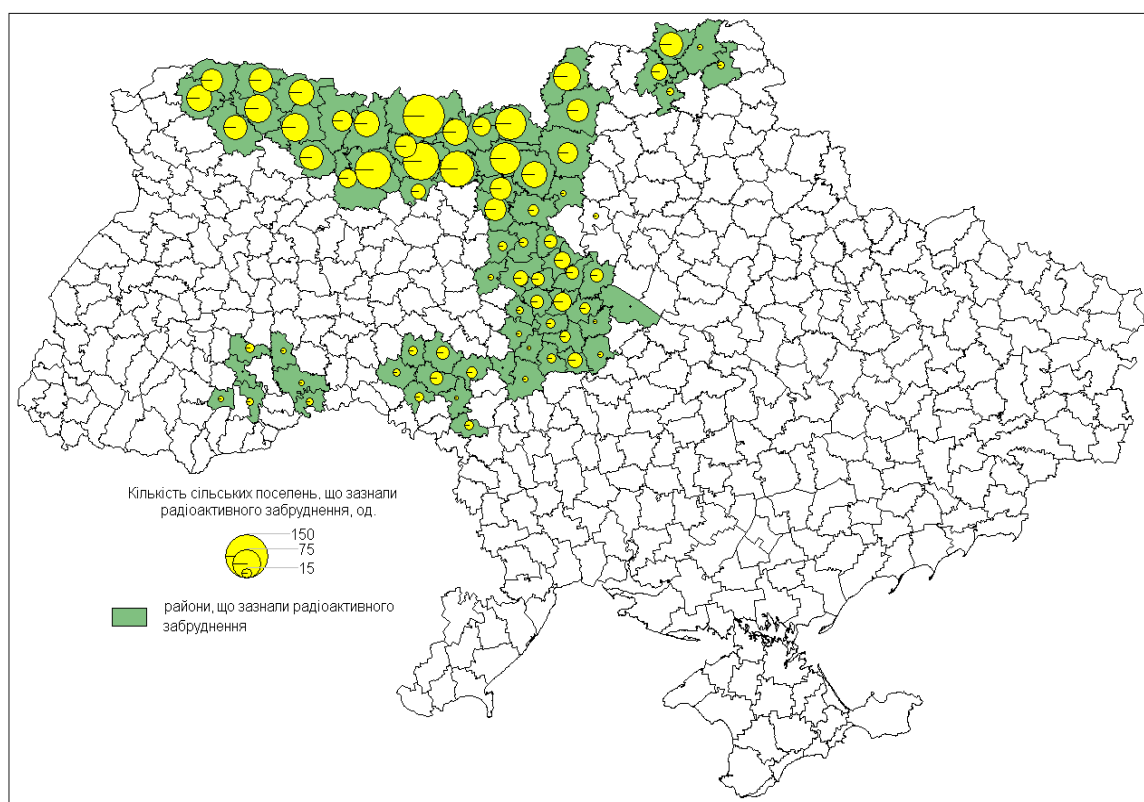 Кількість сільських поселень, що зазнали
радіоактивного забруднення, од.
150
75
15
райони, що зазнали радіоактивного
забруднення